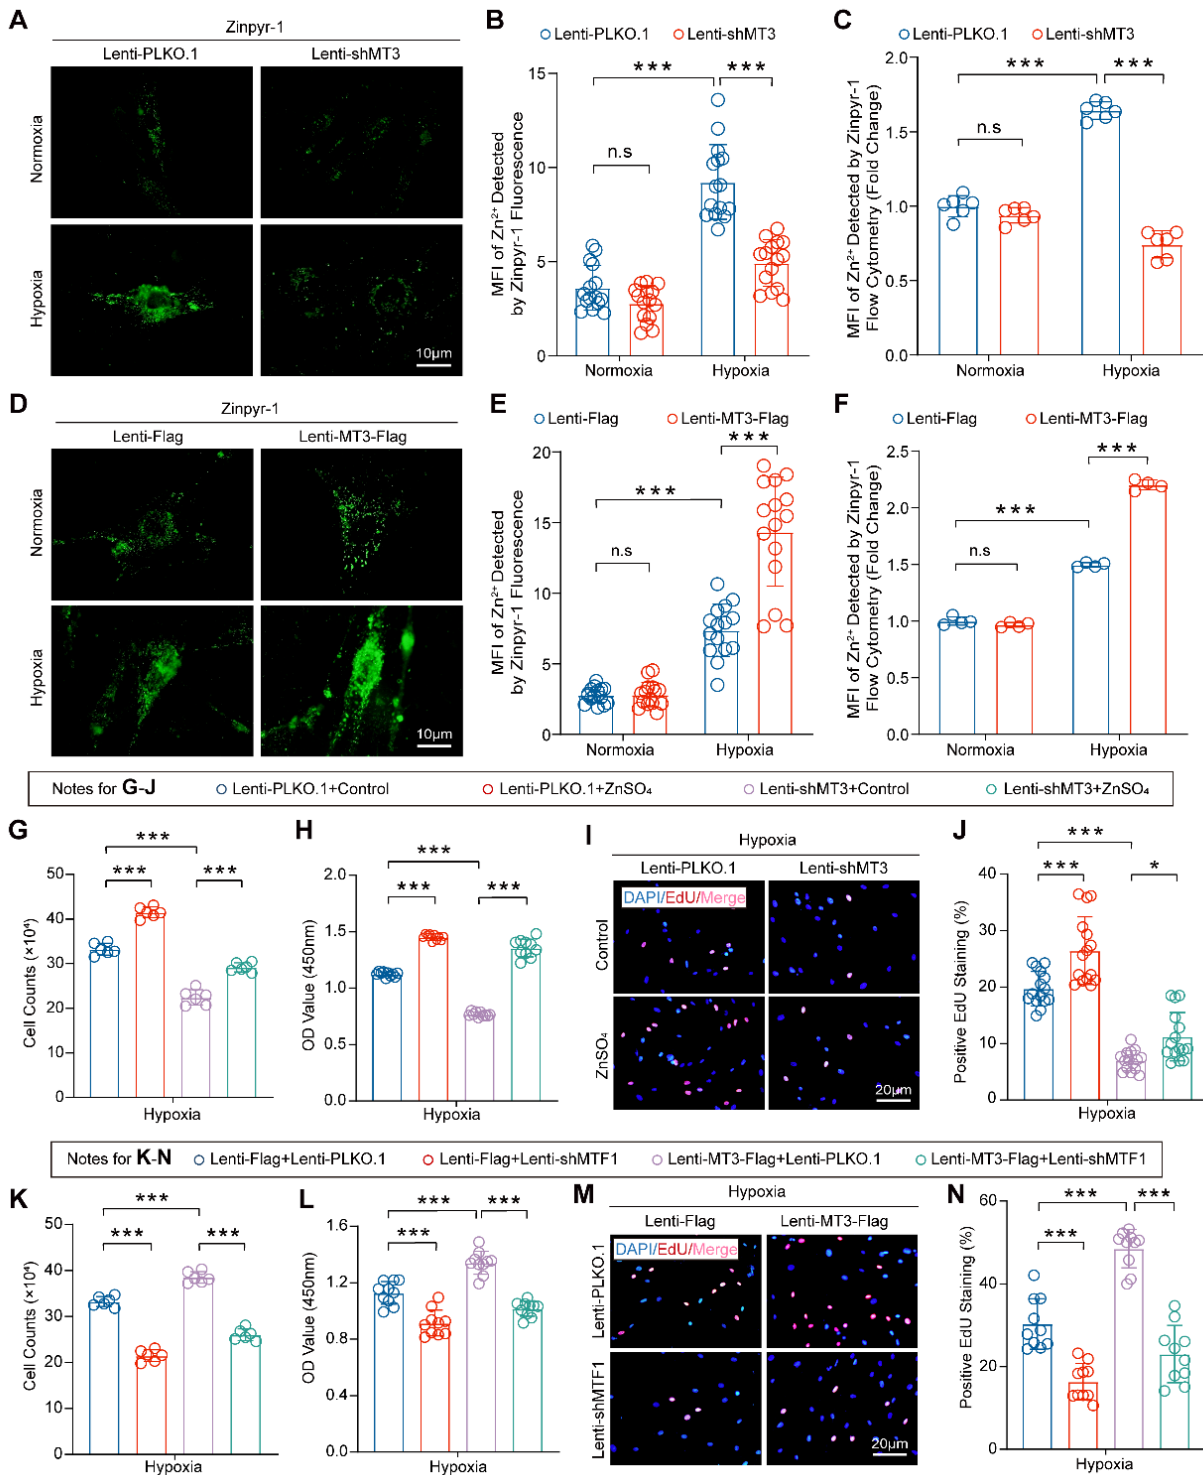 A
Zinpyr-1
Lenti-PLKO.1 Lenti-shMT3
Normoxia
Hypoxia
10μm
B
Lenti-PLKO.1 Lenti-shMT3
MFI of Zn²⁺ Detected
by Zinpyr-1 Fluorescence
15
10
5
0
***
***
n.s
Normoxia Hypoxia
C
Lenti-PLKO.1 Lenti-shMT3
MFI of Zn²⁺ Detected by Zinpyr-1
Flow Cytometry (Fold Change)
2.0
1.5
1.0
0.5
0.0
***
***
n.s
Normoxia Hypoxia
D
Zinpyr-1
Lenti-Flag Lenti-MT3-Flag
Normoxia
Hypoxia
10μm
E
Lenti-Flag Lenti-MT3-Flag
MFI of Zn²⁺ Detected
by Zinpyr-1 Fluorescence
20
15
10
5
0
***
***
n.s
Normoxia Hypoxia
F
Lenti-Flag Lenti-MT3-Flag
MFI of Zn²⁺ Detected by Zinpyr-1
Flow Cytometry (Fold Change)
2.5
2.0
1.5
1.0
0.5
0.0
***
***
n.s
Normoxia Hypoxia
Notes for G-J Lenti-PLKO.1+Control Lenti-PLKO.1+ZnSO₄ Lenti-shMT3+Control Lenti-shMT3+ZnSO₄
G
Cell Counts (×10⁴)
50
40
30
20
10
0
***
***
***
Hypoxia
H
OD Value (450nm)
2.0
1.5
1.0
0.5
0.0
***
***
***
Hypoxia
I
Hypoxia
Lenti-PLKO.1 Lenti-shMT3
DAPI/EdU/Merge
Control
ZnSO₄
20μm
J
Positive EdU Staining (%)
40
30
20
10
0
***
***
*
Hypoxia
Notes for K-N Lenti-Flag+Lenti-PLKO.1 Lenti-Flag+Lenti-shMTF1 Lenti-MT3-Flag+Lenti-PLKO.1 Lenti-MT3-Flag+Lenti-shMTF1
K
Cell Counts (×10⁴)
50
40
30
20
10
0
***
***
***
Hypoxia
L
OD Value (450nm)
1.6
1.2
0.8
0.4
0.0
***
***
***
Hypoxia
M
Hypoxia
Lenti-Flag Lenti-MT3-Flag
DAPI/EdU/Merge
Lenti-PLKO.1
Lenti-shMTF1
20μm
N
Positive EdU Staining (%)
60
40
20
0
***
***
***
Hypoxia